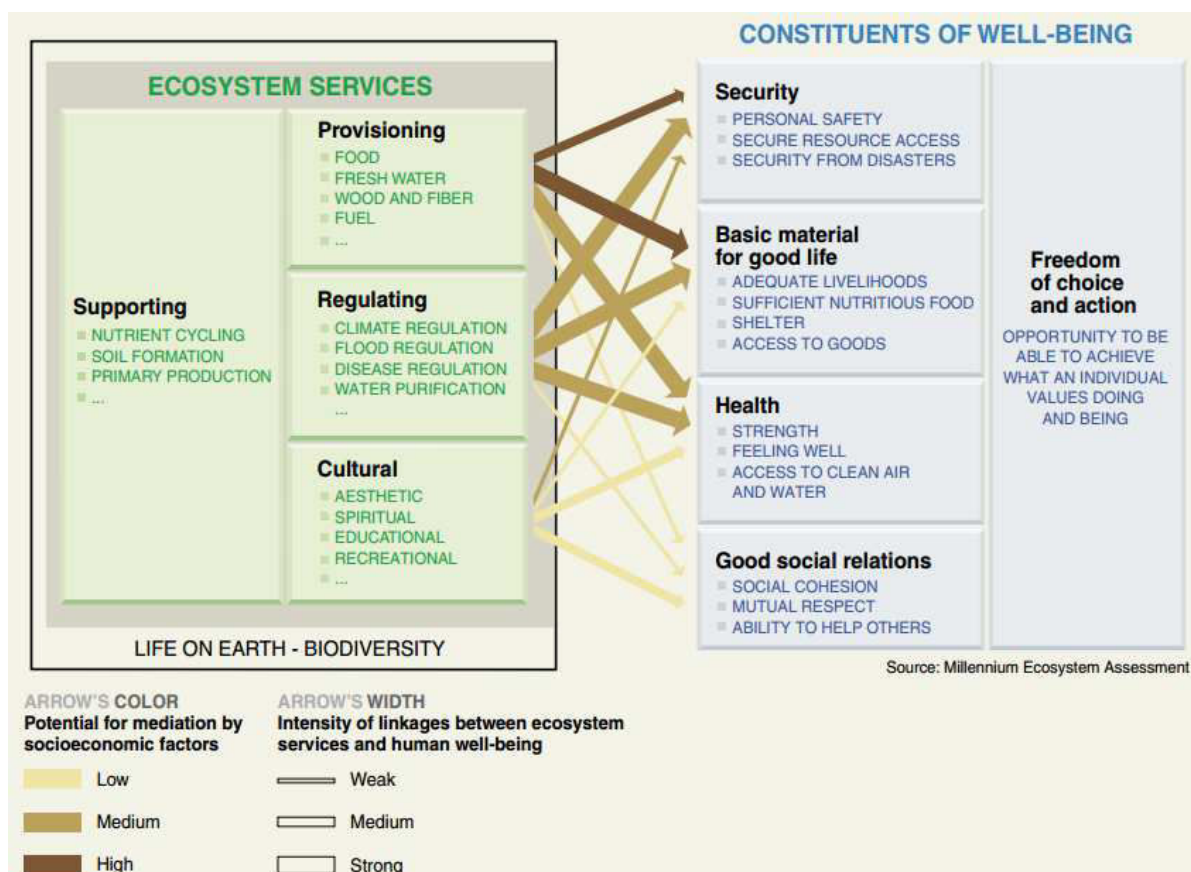 CONSTITUENTS OF WELL-BEING
ECOSYSTEM SERVICES
Supporting
NUTRIENT CYCLING
SOIL FORMATION
PRIMARY PRODUCTION
...
Provisioning
FOOD
FRESH WATER
WOOD AND FIBER
FUEL
...
Regulating
CLIMATE REGULATION
FLOOD REGULATION
DISEASE REGULATION
WATER PURIFICATION
...
Cultural
AESTHETIC
SPIRITUAL
EDUCATIONAL
RECREATIONAL
...
LIFE ON EARTH - BIODIVERSITY
Security
PERSONAL SAFETY
SECURE RESOURCE ACCESS
SECURITY FROM DISASTERS
Basic material
for good life
ADEQUATE LIVELIHOODS
SUFFICIENT NUTRITIOUS FOOD
SHELTER
ACCESS TO GOODS
Health
STRENGTH
FEELING WELL
ACCESS TO CLEAN AIR
AND WATER
Good social relations
SOCIAL COHESION
MUTUAL RESPECT
ABILITY TO HELP OTHERS
Freedom
of choice
and action
OPPORTUNITY TO BE
ABLE TO ACHIEVE
WHAT AN INDIVIDUAL
VALUES DOING
AND BEING
Source: Millennium Ecosystem Assessment
ARROW'S COLOR
Potential for mediation by
socioeconomic factors
Low
Medium
High
ARROW'S WIDTH
Intensity of linkages between ecosystem
services and human well-being
Weak
Medium
Strong